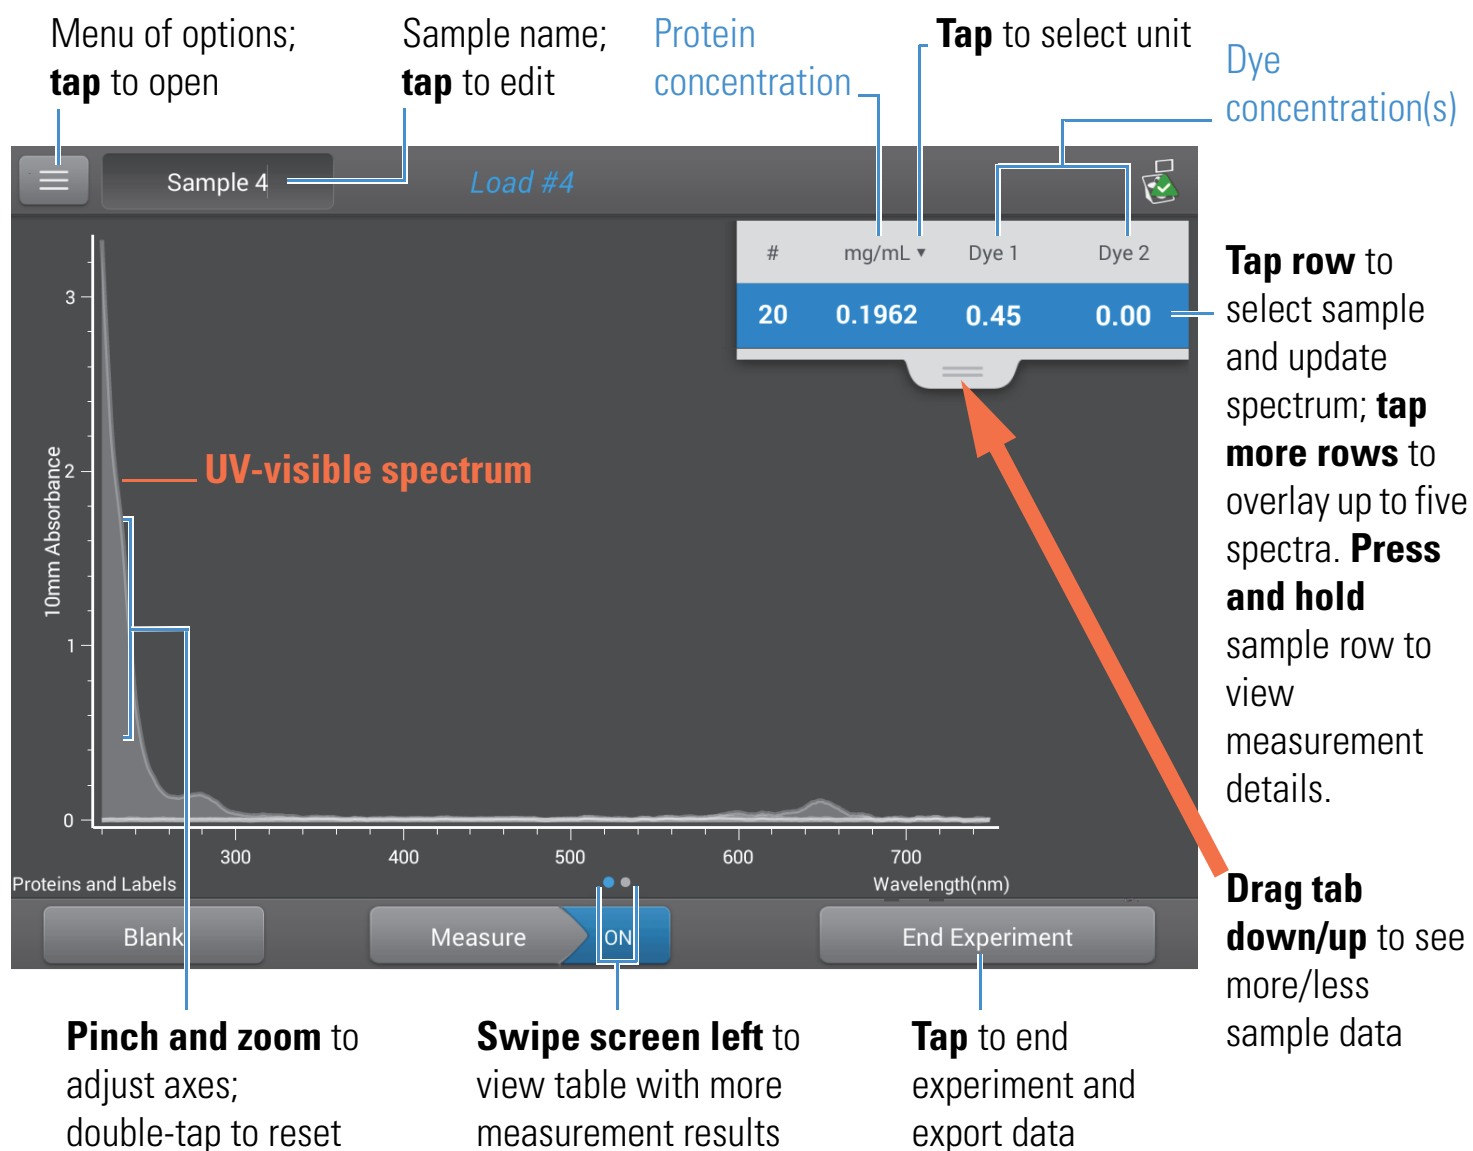 Menu of options;
tap to open
Sample name;
tap to edit
Protein
concentration
Tap to select unit
Dye
concentration(s)
Sample 4
Load #4
# mg/mL ▾ Dye 1 Dye 2
20 0.1962 0.45 0.00
Tap row to
select sample
and update
spectrum; tap
more rows to
overlay up to five
spectra. Press
and hold
sample row to
view
measurement
details.
3
2
1
0
10mm Absorbance
UV-visible spectrum
300 400 500 600 700
Proteins and Labels
Wavelength(nm)
Drag tab
down/up to see
more/less
sample data
Blank
Measure
ON
End Experiment
Pinch and zoom to
adjust axes;
double-tap to reset
Swipe screen left to
view table with more
measurement results
Tap to end
experiment and
export data